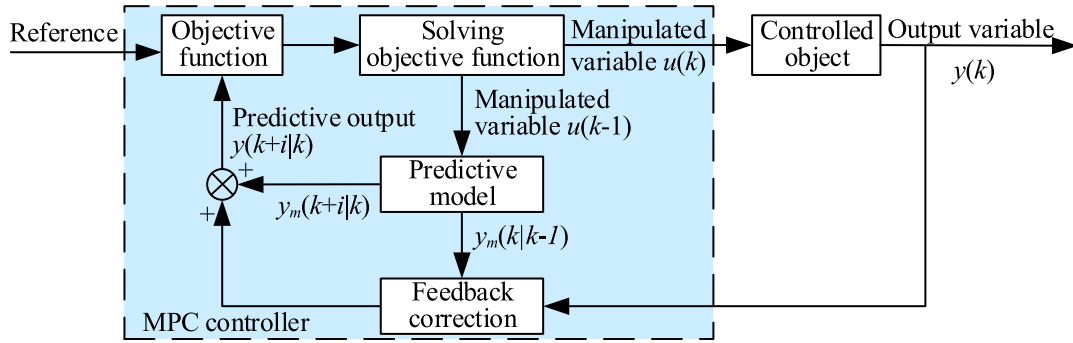 Reference
Objective
function
Solving
objective function
Manipulated
variable u(k)
Controlled
object
Output variable
y(k)
Manipulated
variable u(k-1)
Predictive output
y(k+i|k)
+
+
Predictive
model
ym(k+i|k)
ym(k|k-1)
Feedback
correction
MPC controller